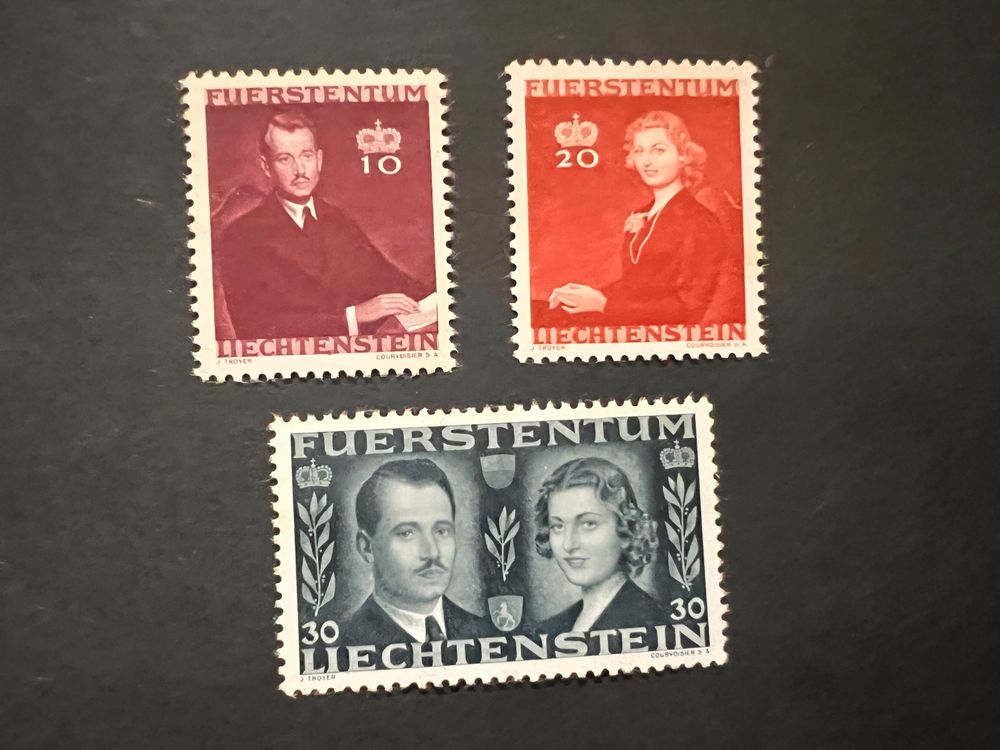 FUERSTENTUM
10
LIECHTENSTEIN
J TROYER COURVOISIER S. A
FUERSTENTUM
20
LIECHTENSTEIN
J. TROYER COURVOISIER S. A
FUERSTENTUM
30 30
LIECHTENSTEIN
J TROYER COURVOISIER S. A